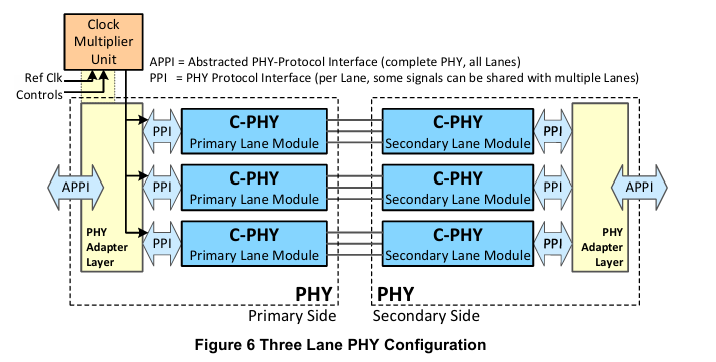 Clock
Multiplier
Unit
APPI = Abstracted PHY-Protocol Interface (complete PHY, all Lanes)
Ref Clk
PPI = PHY Protocol Interface (per Lane, some signals can be shared with multiple Lanes)
Controls
PPI
C-PHY
Primary Lane Module
C-PHY
Secondary Lane Module
PPI
APPI
PPI
C-PHY
Primary Lane Module
C-PHY
Secondary Lane Module
PPI
APPI
PHY
Adapter
Layer
PPI
C-PHY
Primary Lane Module
C-PHY
Secondary Lane Module
PPI
PHY
Adapter
Layer
PHY
PHY
Primary Side
Secondary Side
Figure 6 Three Lane PHY Configuration